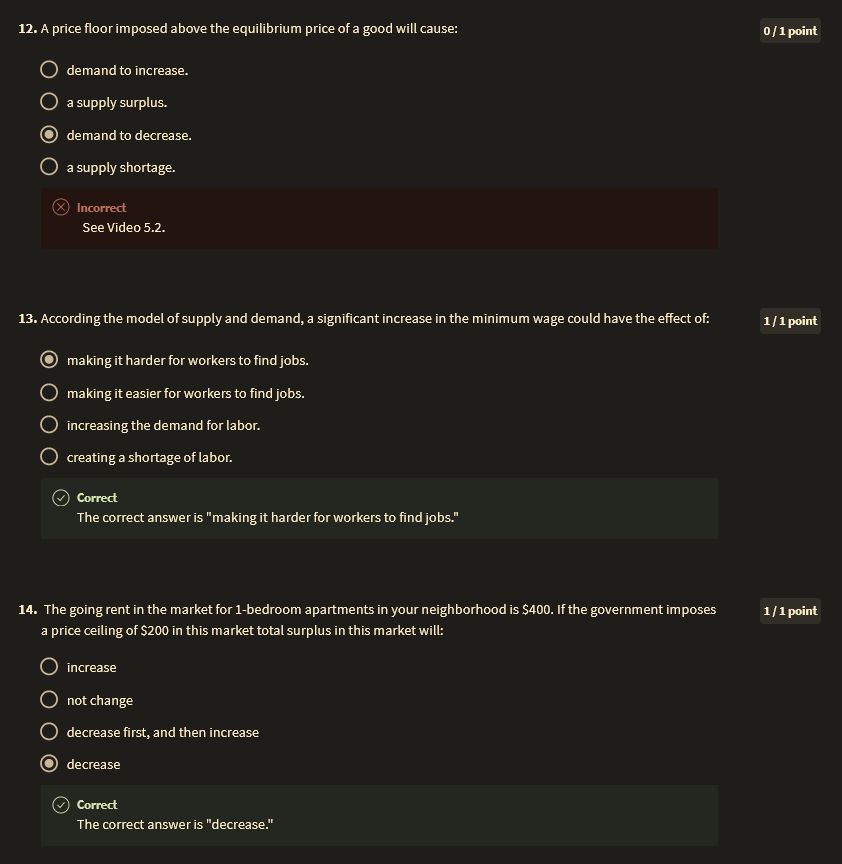 12. A price floor imposed above the equilibrium price of a good will cause:
0 / 1 point
demand to increase.
a supply surplus.
demand to decrease.
a supply shortage.
Incorrect
See Video 5.2.
13. According the model of supply and demand, a significant increase in the minimum wage could have the effect of:
1 / 1 point
making it harder for workers to find jobs.
making it easier for workers to find jobs.
increasing the demand for labor.
creating a shortage of labor.
Correct
The correct answer is "making it harder for workers to find jobs."
14. The going rent in the market for 1-bedroom apartments in your neighborhood is $400. If the government imposes
1 / 1 point
a price ceiling of $200 in this market total surplus in this market will:
increase
not change
decrease first, and then increase
decrease
Correct
The correct answer is "decrease."